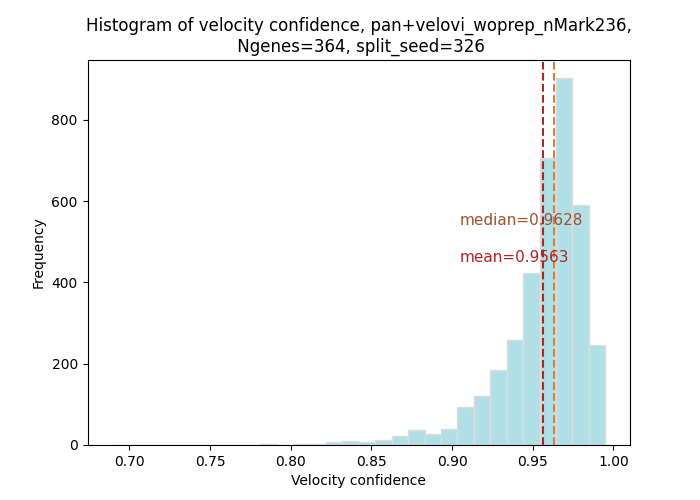 Histogram of velocity confidence, pan+velovi_woprep_nMark236,
Ngenes=364, split_seed=326
800
600
400
200
0
Frequency
median=0.9628
mean=0.9563
0.70 0.75 0.80 0.85 0.90 0.95 1.00
Velocity confidence